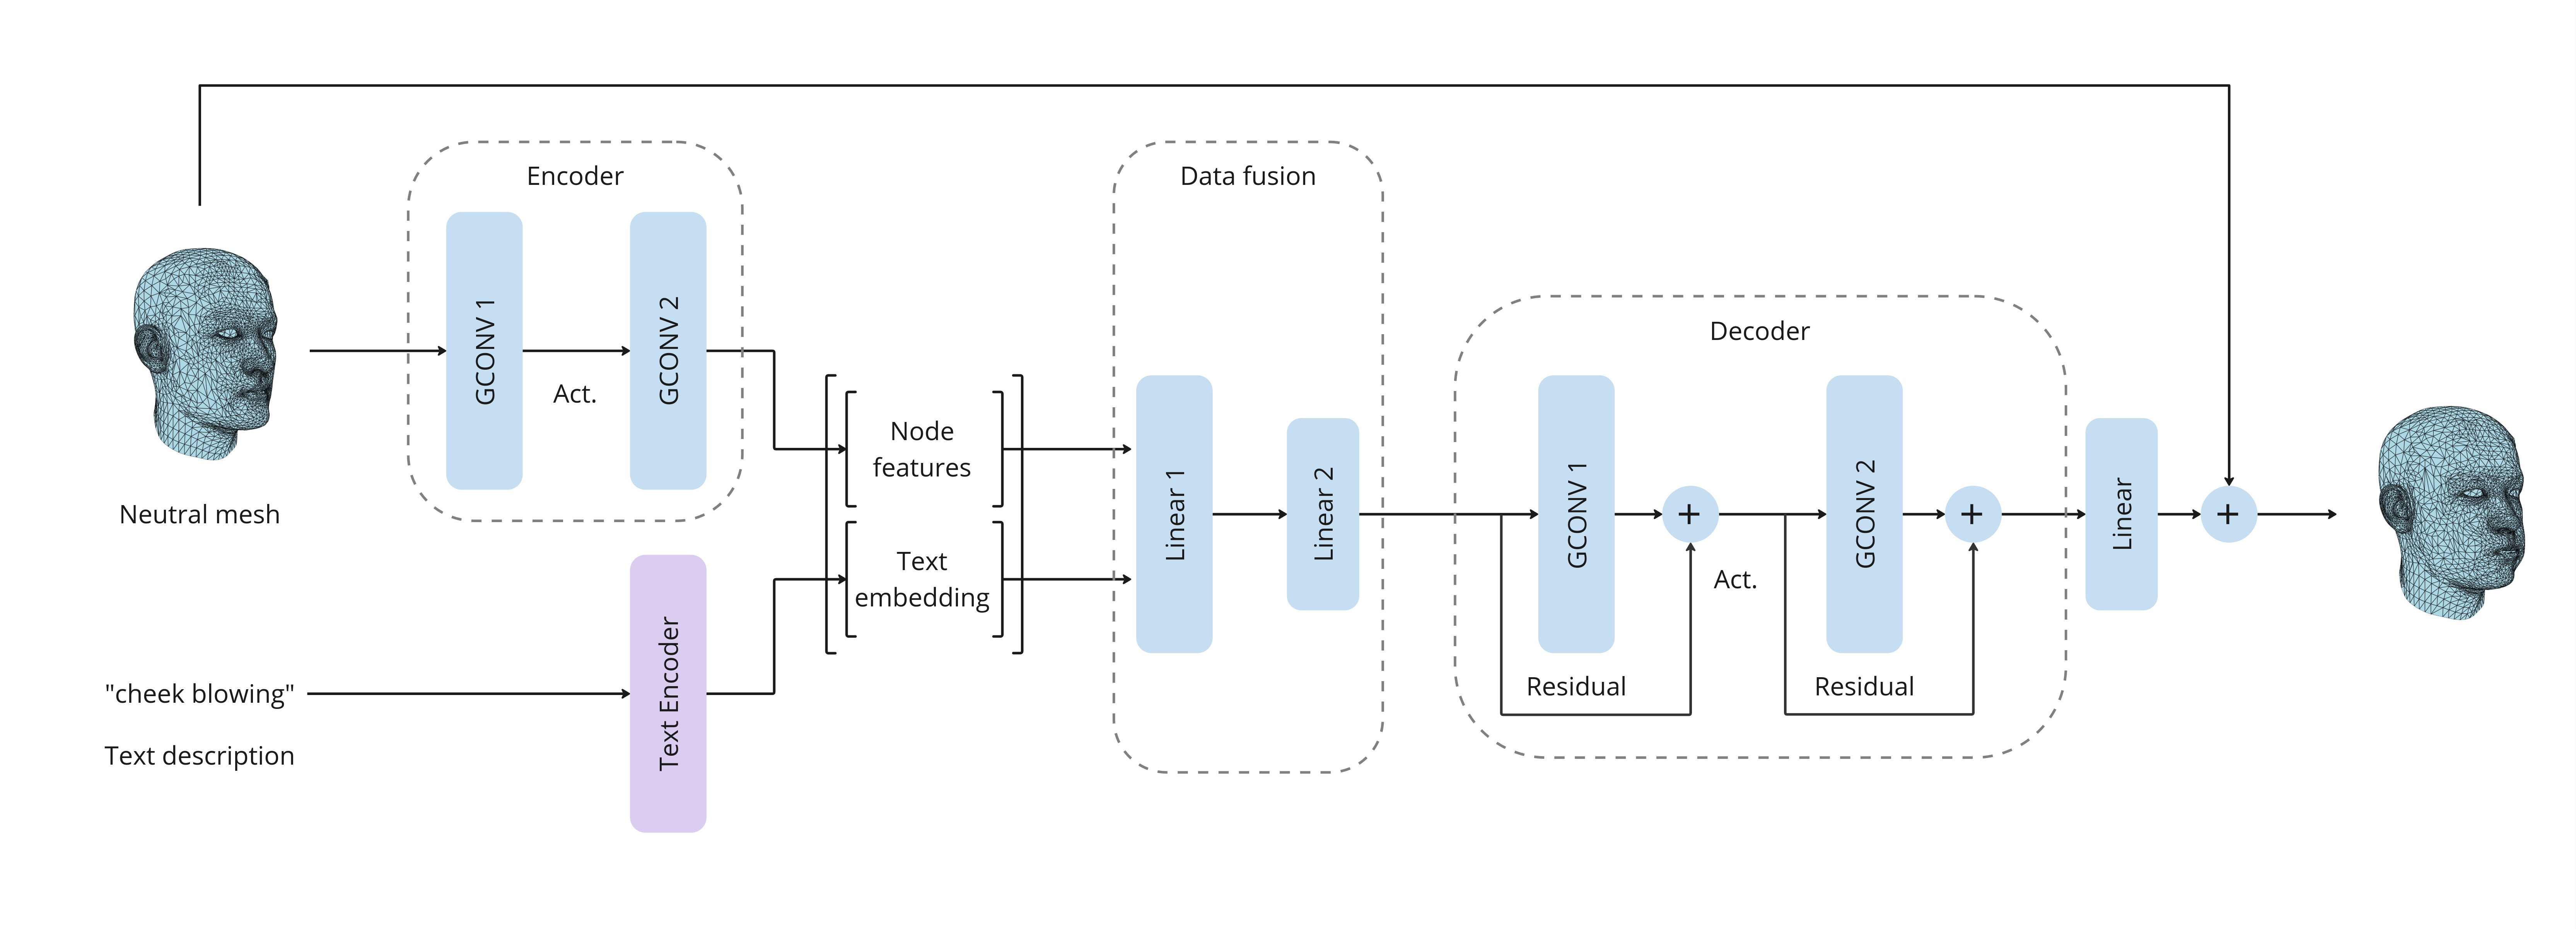 Encoder
GCONV 1
Act.
GCONV 2
Neutral mesh
"cheek blowing"
Text description
Text Encoder
Node
features
Text
embedding
Data fusion
Linear 1
Linear 2
Decoder
GCONV 1
+
Act.
GCONV 2
+
Residual
Residual
Linear
+